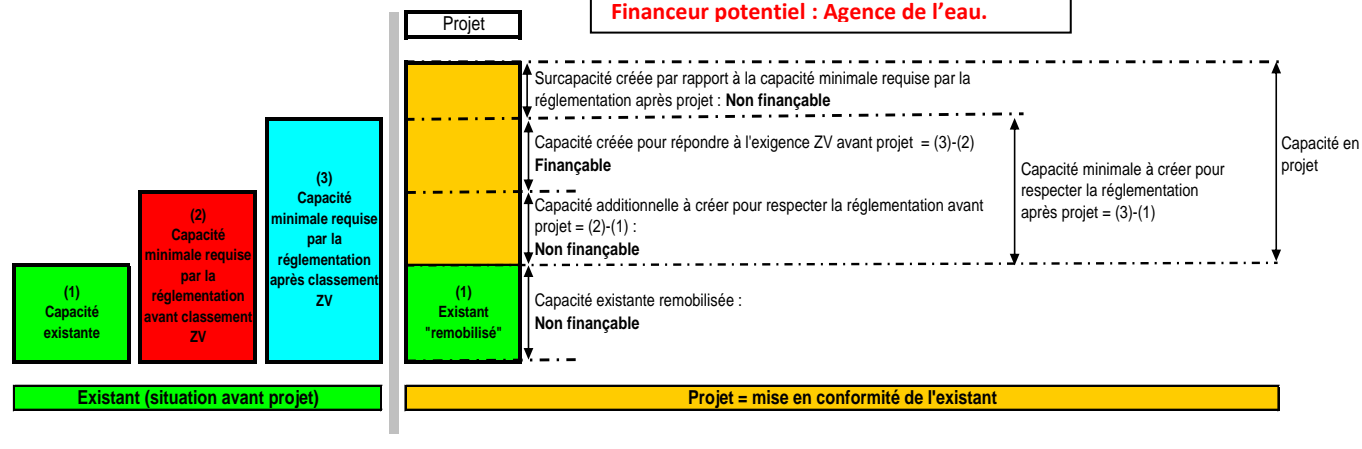 Financeur potentiel : Agence de l'eau.
Projet
Surcapacité créée par rapport à la capacité minimale requise par la
réglementation après projet : Non finançable
Capacité créée pour répondre à l'exigence ZV avant projet = (3)-(2)
Finançable
Capacité additionnelle à créer pour respecter la réglementation avant
projet = (2)-(1) :
Non finançable
Capacité existante remobilisée :
Non finançable
Capacité minimale à créer pour
respecter la réglementation
après projet = (3)-(1)
Capacité en
projet
(1)
Capacité
existante
(2)
Capacité
minimale requise
par la
réglementation
avant classement
ZV
(3)
Capacité
minimale requise
par la
réglementation
après classement
ZV
(1)
Existant
"remobilisé"
Existant (situation avant projet)
Projet = mise en conformité de l'existant